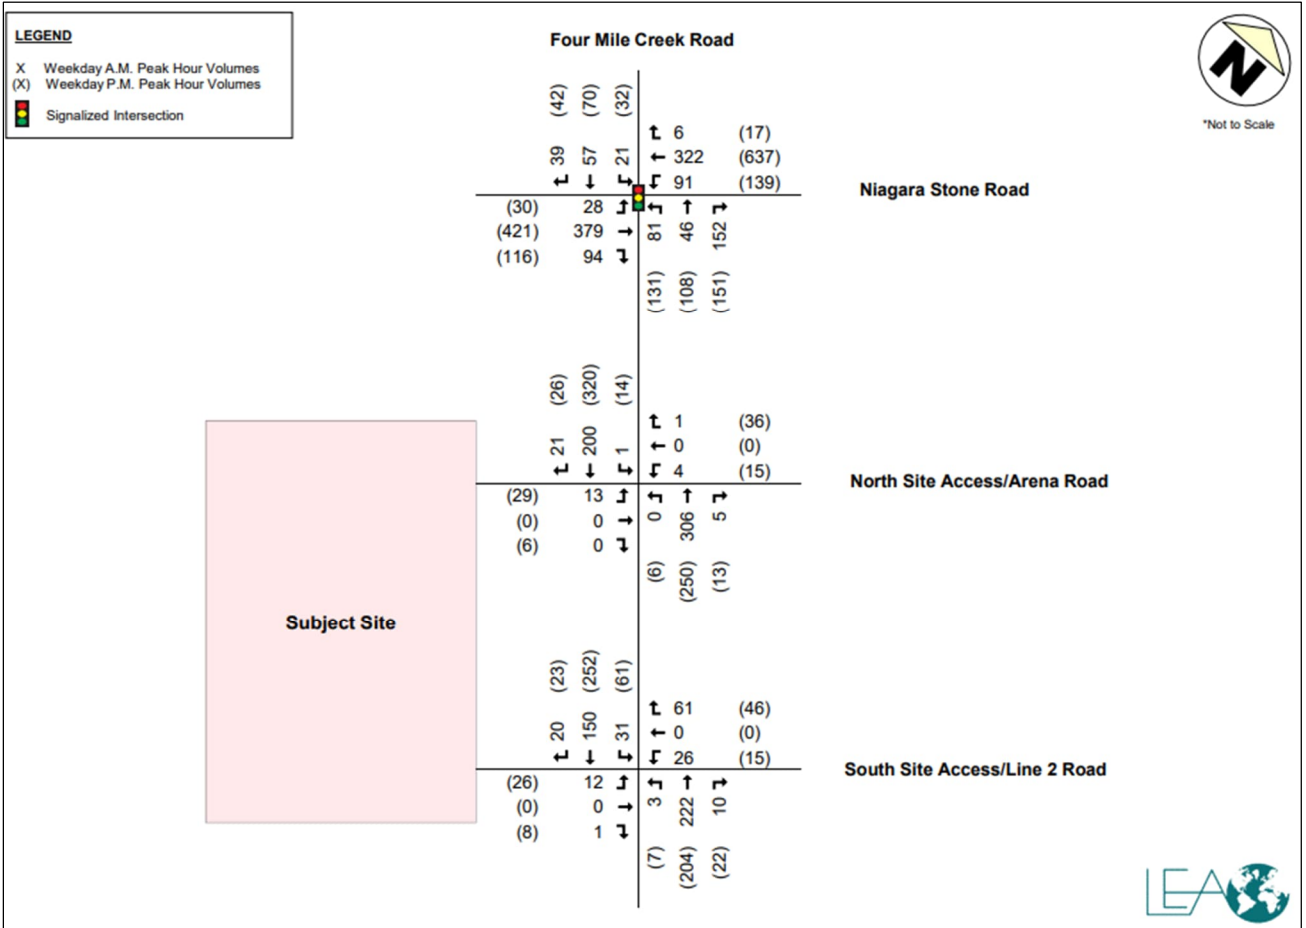 LEGEND
X Weekday A.M. Peak Hour Volumes
(X) Weekday P.M. Peak Hour Volumes
Signalized Intersection
Four Mile Creek Road
N
*Not to Scale
(42) (70) (32)
39 57 21
6 (17)
322 (637)
91 (139)
Niagara Stone Road
(30) 28
(421) 379
(116) 94
81 46 152
(131) (108) (151)
(26) (320) (14)
21 200 1
1 (36)
0 (0)
4 (15)
North Site Access/Arena Road
(29) 13
(0) 0
(6) 0
0 306 5
(6) (250) (13)
Subject Site
(23) (252) (61)
20 150 31
61 (46)
0 (0)
26 (15)
South Site Access/Line 2 Road
(26) 12
(0) 0
(8) 1
3 222 10
(7) (204) (22)
LEA